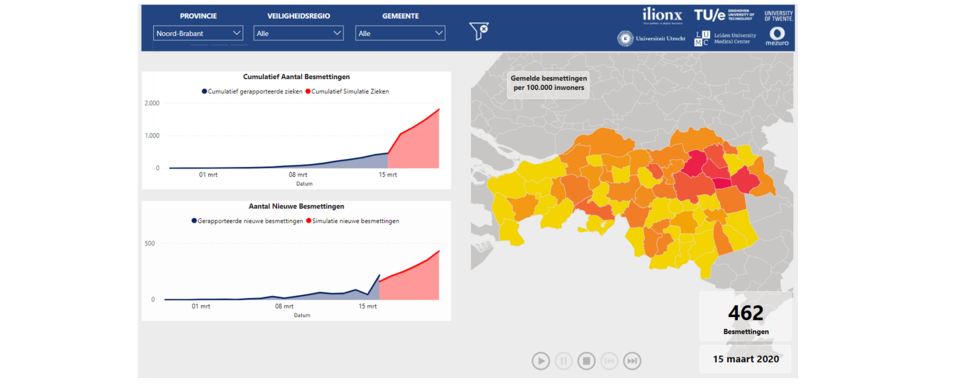 PROVINCIE
VEILIGHEIDSREGIO
GEMEENTE
Noord-Brabant
Alle
Alle
ilionx
TU/e EINDHOVEN UNIVERSITY OF TECHNOLOGY
UNIVERSITY OF TWENTE.
Universiteit Utrecht
LUMC Leiden University Medical Center
mezuro
Cumulatief Aantal Besmettingen
Cumulatief gerapporteerde zieken
Cumulatief Simulatie Zieken
2.000
1.000
0
01 mrt
08 mrt
15 mrt
Datum
Aantal Nieuwe Besmettingen
Gerapporteerde nieuwe besmettingen
Simulatie nieuwe besmettingen
500
0
01 mrt
08 mrt
15 mrt
Datum
Gemelde besmettingen
per 100.000 inwoners
462
Besmettingen
15 maart 2020